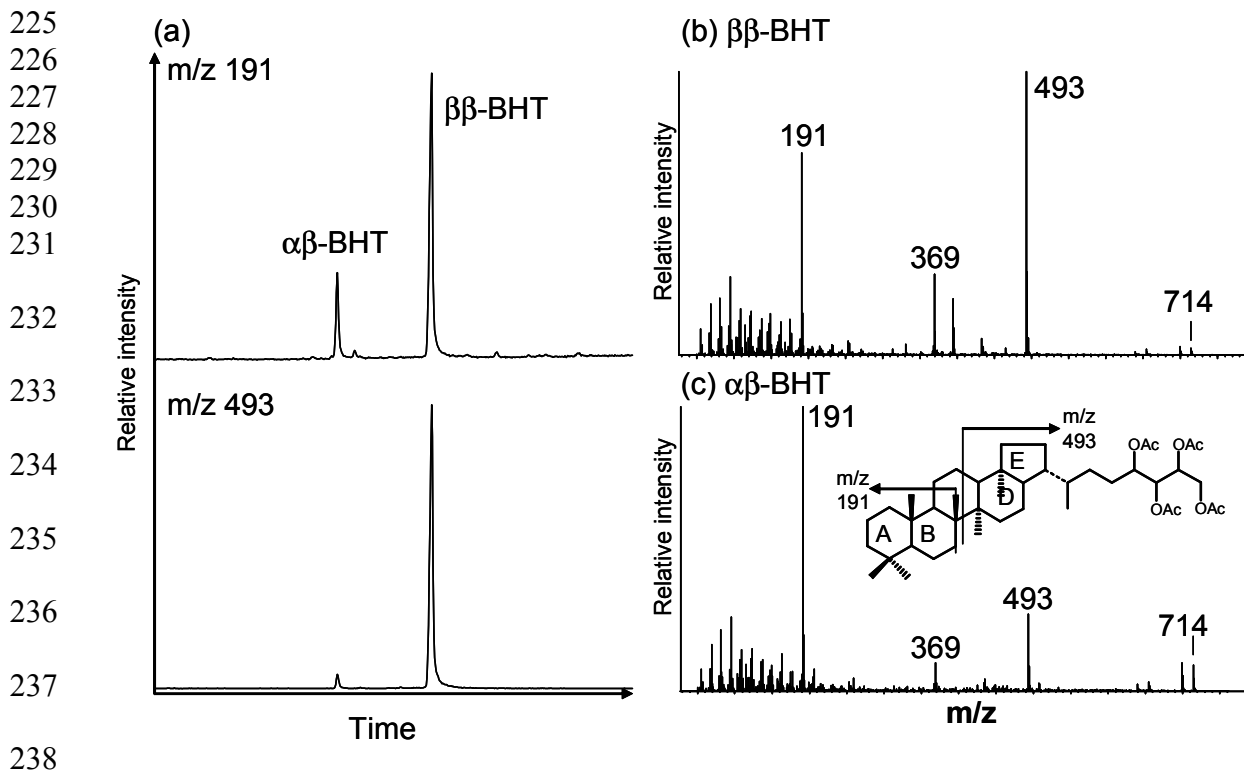 225
226
227
228
229
230
231
232
233
234
235
236
237
238
(a)
m/z 191
ββ-BHT
αβ-BHT
m/z 493
Relative intensity
Time
(b) ββ-BHT
493
191
369
714
Relative intensity
(c) αβ-BHT
191
m/z
493
m/z
191
A
B
D
E
OAc
OAc
OAc
OAc
493
369
714
Relative intensity
m/z